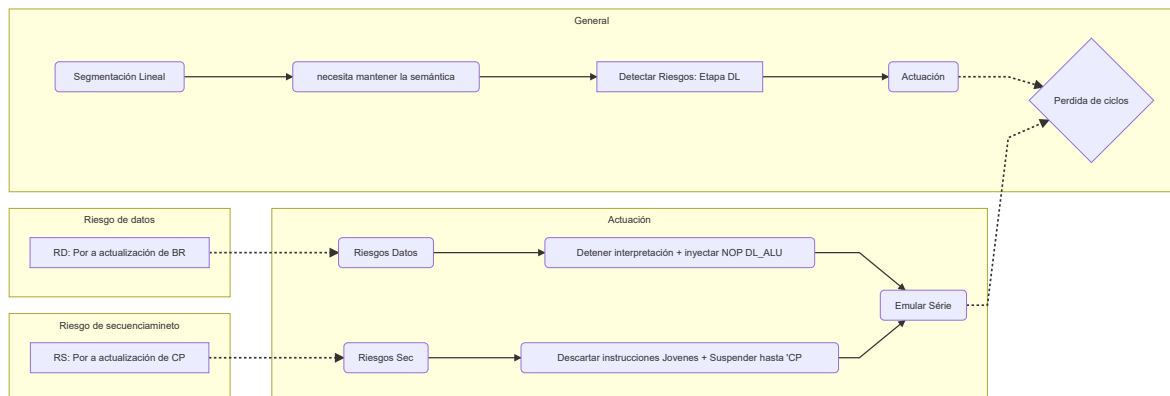 General
Segmentación Lineal
necesita mantener la semántica
Detectar Riesgos: Etapa DL
Actuación
Perdida de ciclos
Riesgo de datos
RD: Por a actualización de BR
Riesgo de secuenciamineto
RS: Por a actualización de CP
Actuación
Riesgos Datos
Detener interpretación + inyectar NOP DL_ALU
Emular Série
Riesgos Sec
Descartar instrucciones Jovenes + Suspender hasta 'CP